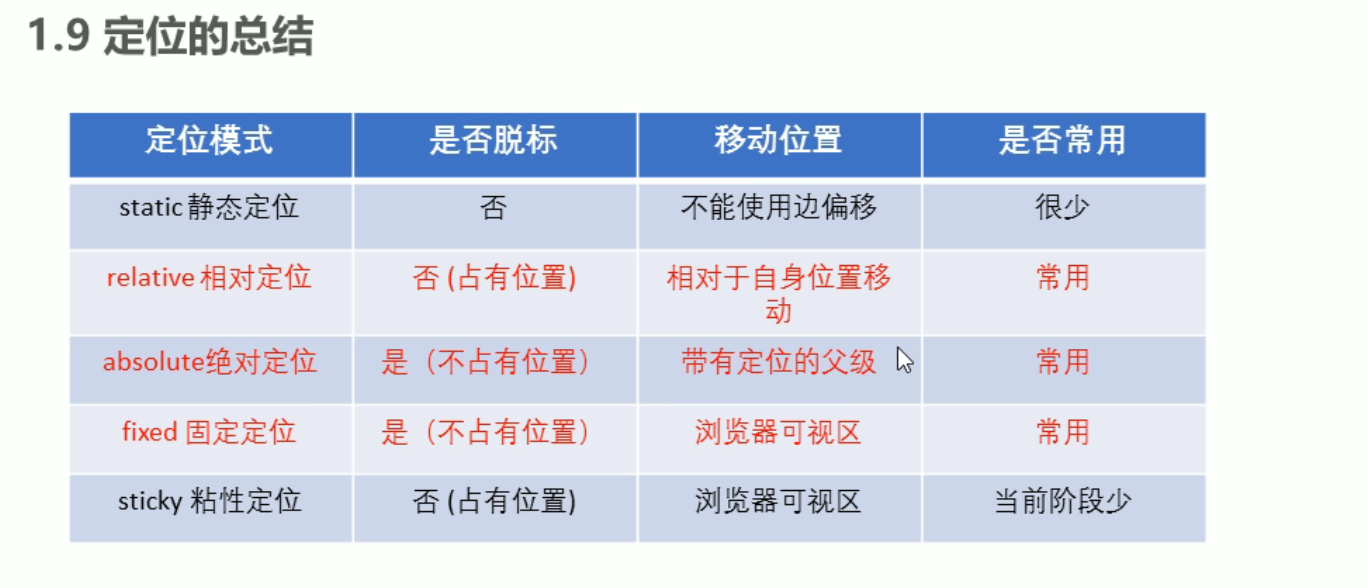 1.9 定位的总结
定位模式 是否脱标 移动位置 是否常用
static 静态定位 否 不能使用边偏移 很少
relative 相对定位 否 (占有位置) 相对于自身位置移 常用
动
absolute绝对定位 是（不占有位置） 带有定位的父级 常用
fixed 固定定位 是（不占有位置） 浏览器可视区 常用
sticky 粘性定位 否 (占有位置) 浏览器可视区 当前阶段少